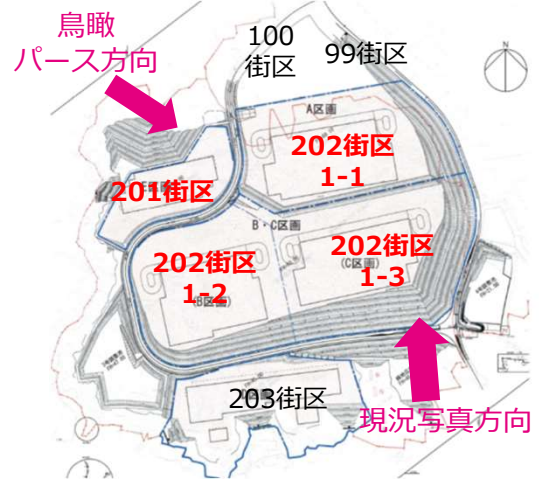 鳥瞰
パース方向
100
街区
99街区
N
A区画
202街区
1-1
201街区
B・C区画
202街区
1-2
(B区画)
202街区
1-3
(C区画)
203街区
現況写真方向